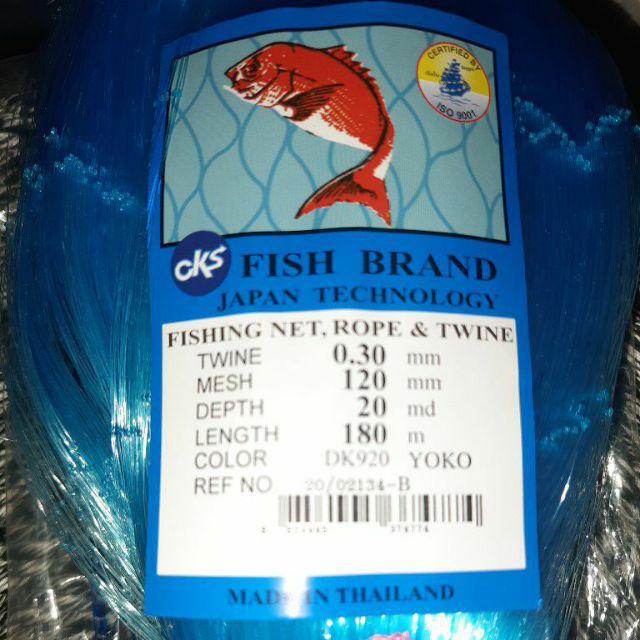 CERTIFIED B
ISO 9001
CKS FISH BRAND
JAPAN TECHNOLOGY
FISHING NET, ROPE & TWINE
TWINE 0.30 mm
MESH 120 mm
DEPTH 20 md
LENGTH 180 m
COLOR DK920 YOKO
REF NO 20/02134-B
MADE IN THAILAND